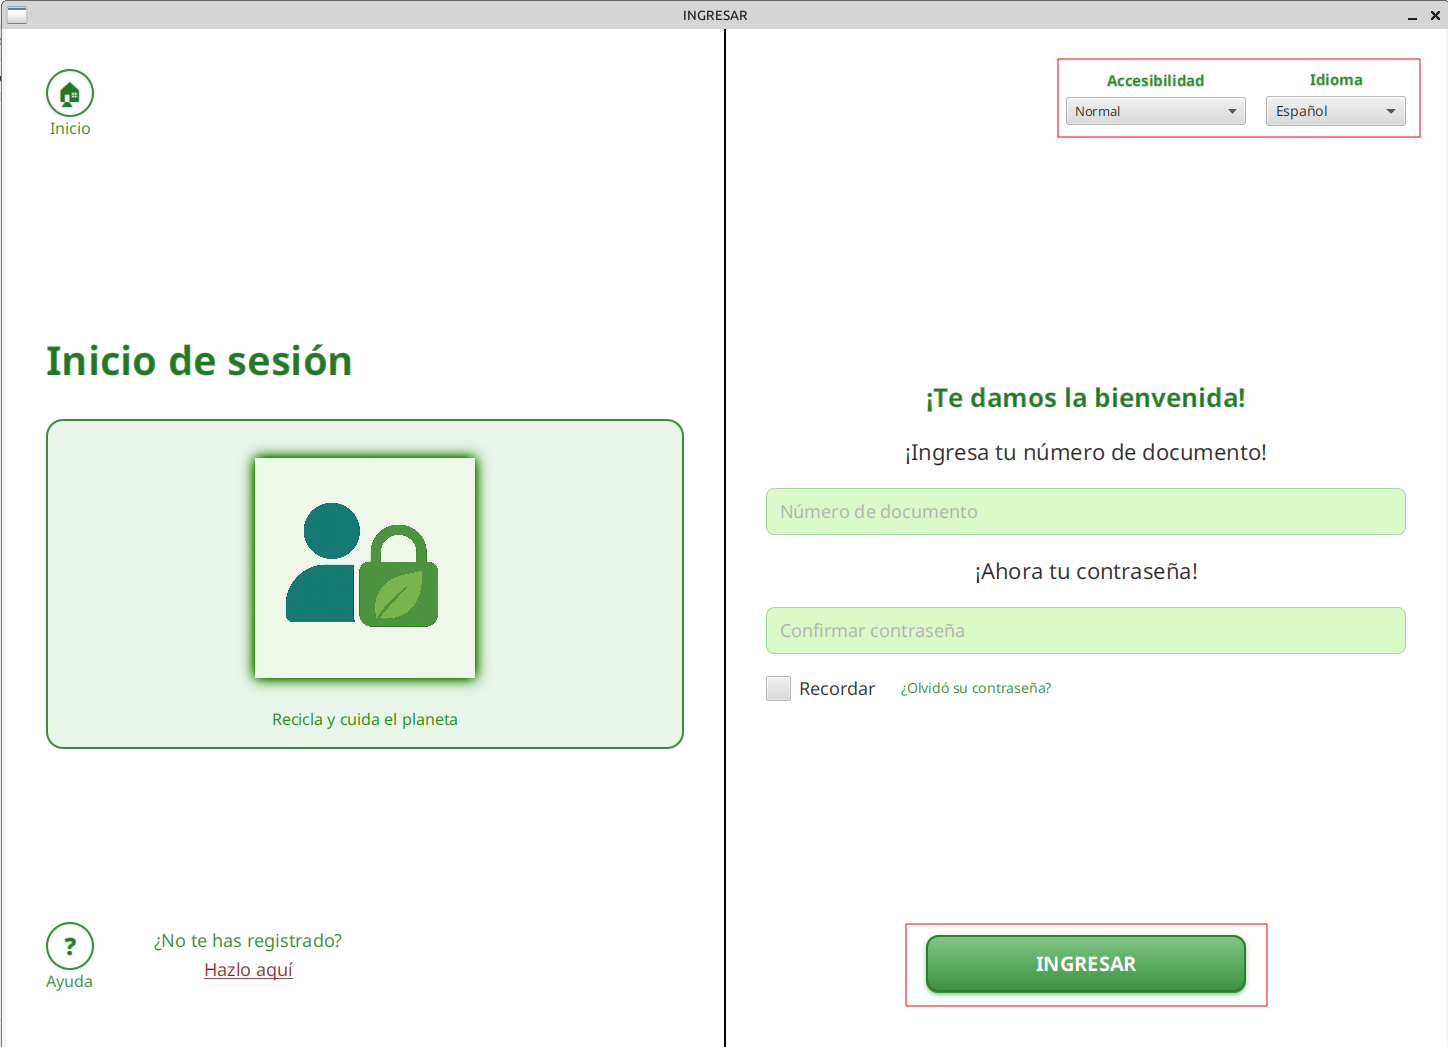 INGRESAR
Inicio
Accesibilidad
Normal
Idioma
Español
Inicio de sesión
Recicla y cuida el planeta
?
Ayuda
¿No te has registrado?
Hazlo aquí
¡Te damos la bienvenida!
¡Ingresa tu número de documento!
Número de documento
¡Ahora tu contraseña!
Confirmar contraseña
Recordar
¿Olvidó su contraseña?
INGRESAR